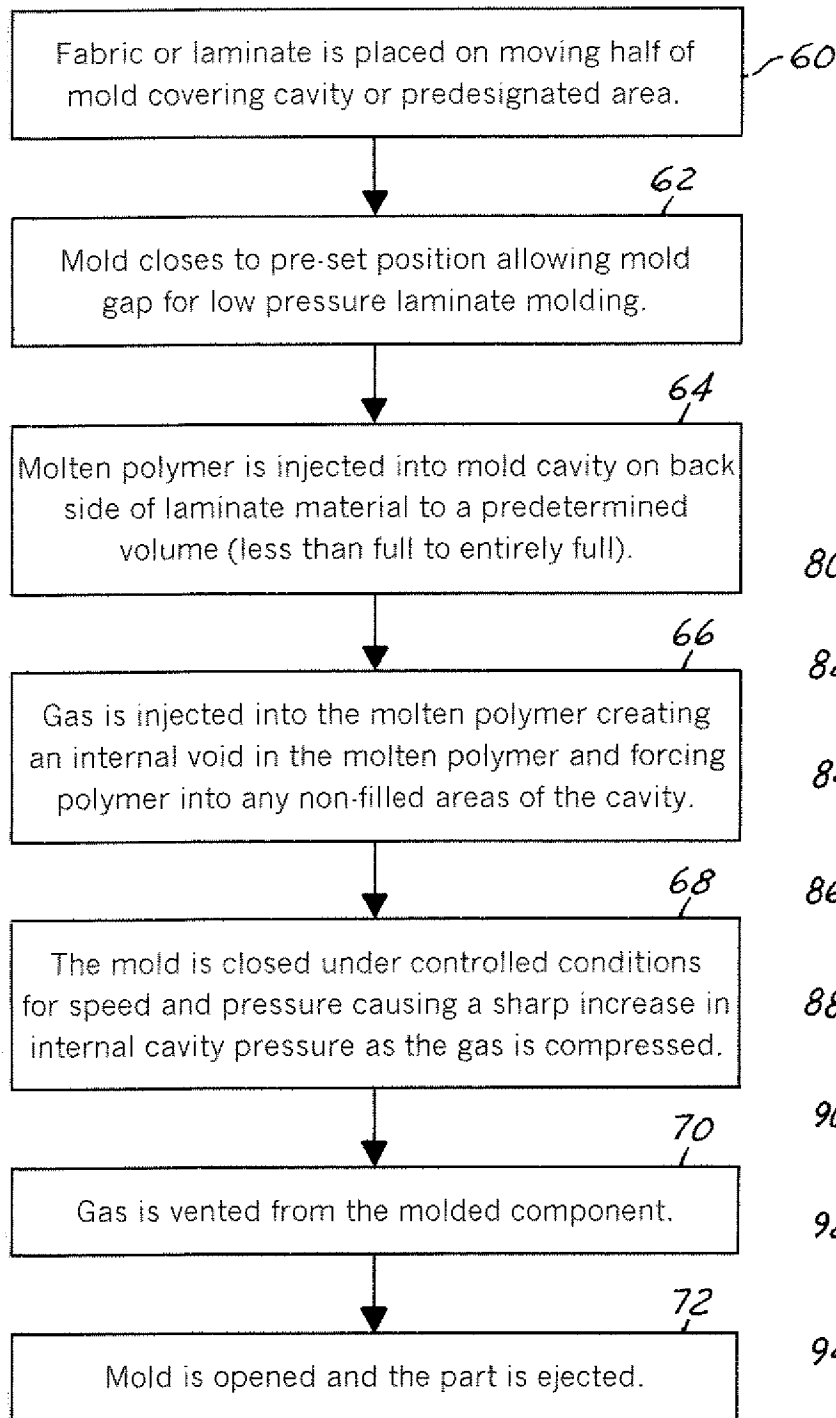 Fabric or laminate is placed on moving half of
mold covering cavity or predesignated area.
60
62
Mold closes to pre-set position allowing mold
gap for low pressure laminate molding.
64
Molten polymer is injected into mold cavity on back
side of laminate material to a predetermined
volume (less than full to entirely full).
66
Gas is injected into the molten polymer creating
an internal void in the molten polymer and forcing
polymer into any non-filled areas of the cavity.
68
The mold is closed under controlled conditions
for speed and pressure causing a sharp increase in
internal cavity pressure as the gas is compressed.
70
Gas is vented from the molded component.
72
Mold is opened and the part is ejected.
86
88